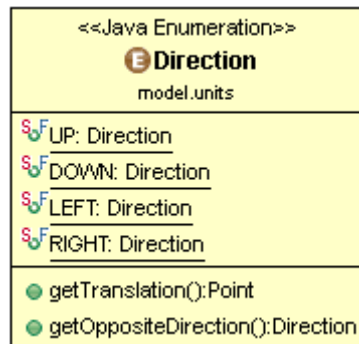 <<Java Enumeration>>
E Direction
model.units
S F UP: Direction
S F DOWN: Direction
S F LEFT: Direction
S F RIGHT: Direction
getTranslation():Point
getOppositeDirection():Direction